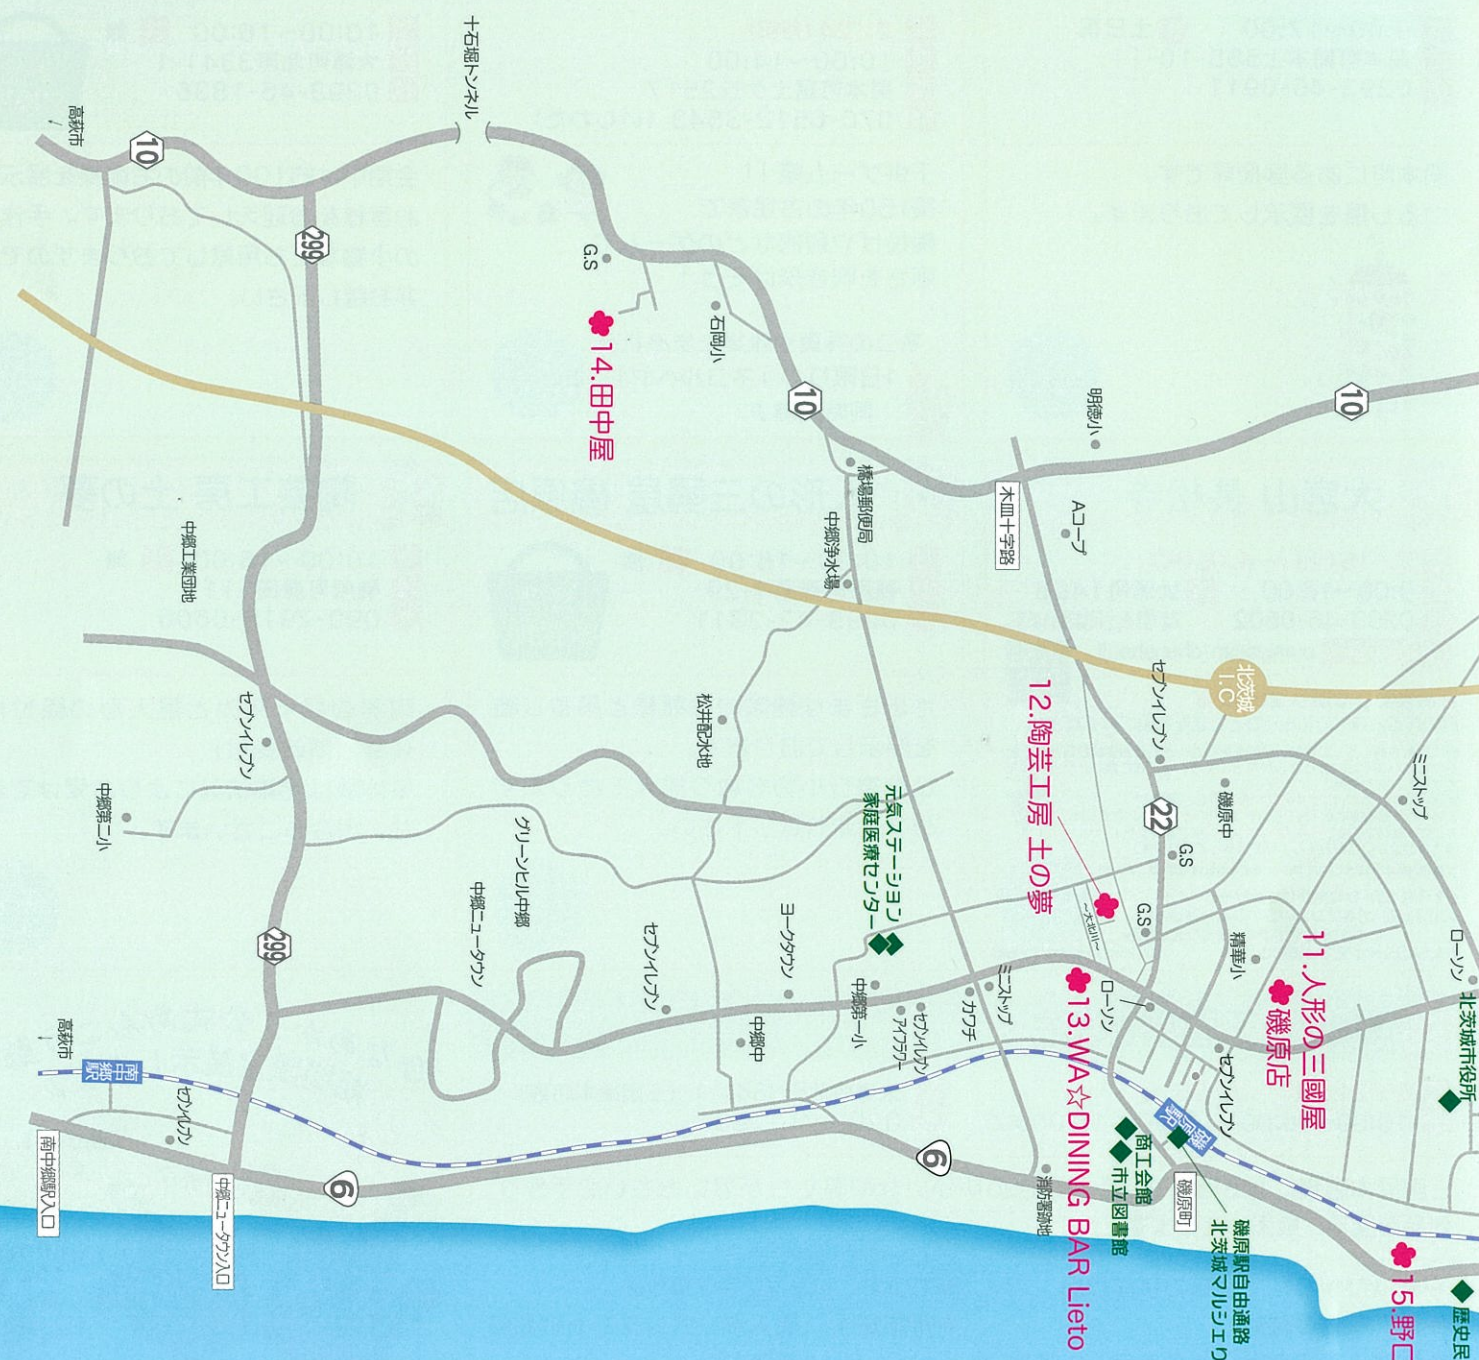 十石堀トンネル
高萩市
10
299
G.S
石岡小
14.田中屋
10
明徳小
10
橋場郵便局
木皿十字路
Aコープ
中郷浄水場
中郷工業団地
北茨城
I.C
セブンイレブン
12.陶芸工房 土の夢
松井配水地
セブンイレブン
ミニストップ
磯原中
22
中郷第二小
G.S
元気ステーション
家庭医療センター
グリーンヒル中郷
中郷ニュータウン
ヨークタウン
セブンイレブン
~大北川~
G.S
精華小
11.人形の三國屋
磯原店
ローソン
北茨城市役所
299
ミニストップ
カワチ
中郷第一小
セブンイレブン
アイフラワー
中郷中
ローソン
13.WA☆DINING BAR Lieto
セブンイレブン
高萩市
南中郷駅
セブンイレブン
磯原駅
商工会館
市立図書館
6
6
南中郷駅入口
中郷ニュータウン入口
消防署跡地
磯原町
磯原駅自由通路
北茨城マルシェり
15.野口
歴史民